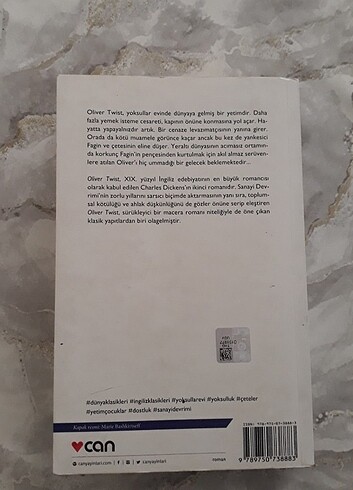 Oliver Twist, yoksullar evinde dünyaya gelmiş bir yetimdir. Daha
fazla yemek isteme cesareti, kapının önüne konmasına yol açar. Ha-
yatta yapayalnızdır artık. Bir cenaze levazımatçısının yanına girer.
Orada da kötü muamele görünce kaçar ancak bu kez de yankesici
Fagin ve çetesinin eline düşer. Yeraltı dünyasının acımasız ortamın-
da korkunç Fagin'in pençesinden kurtulmak için akıl almaz serüven-
lere atılan Oliver'ı hiç ummadığı bir gelecek beklemektedir...
Oliver Twist, XIX. yüzyıl İngiliz edebiyatının en büyük romancısı
olarak kabul edilen Charles Dickens'ın ikinci romanıdır. Sanayi Dev-
rimi'nin zorlu yıllarını sarsıcı biçimde aktarmasının yanı sıra, toplum-
sal kötülüğü ve ahlak düşkünlüğünü de gözler önüne serip eleştiren
Oliver Twist, sürükleyici bir macera romanı niteliğiyle de öne çıkan
klasik yapıtlardan biri olagelmiştir.
#dünyaklasikleri #ingilizklasikleri #yoksullarevi #yoksulluk #çeteler
#yetimçocuklar #dostluk #sanayidevrimi
Kapak resmi: Marie Bashkirtseff
can
canyayinlari.com
canyayinlari
roman
9789750738883